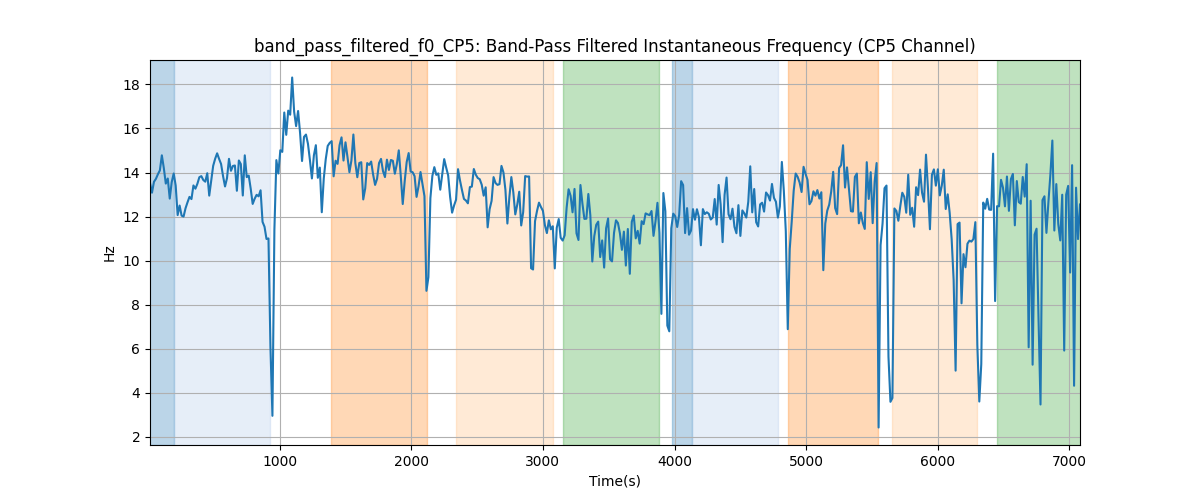 band_pass_filtered_f0_CP5: Band-Pass Filtered Instantaneous Frequency (CP5 Channel)
18
16
14
12
10
8
6
4
2
Hz
1000 2000 3000 4000 5000 6000 7000
Time(s)